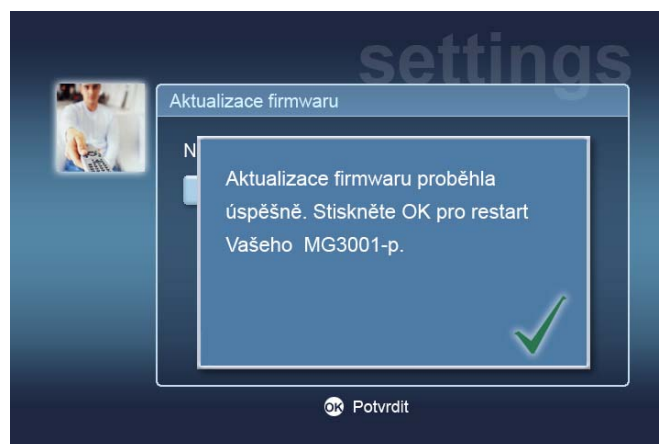 settings
Aktualizace firmwaru
N
Aktualizace firmwaru proběhla
úspěšně. Stiskněte OK pro restart
Vašeho MG3001-p.
OK Potvrdit